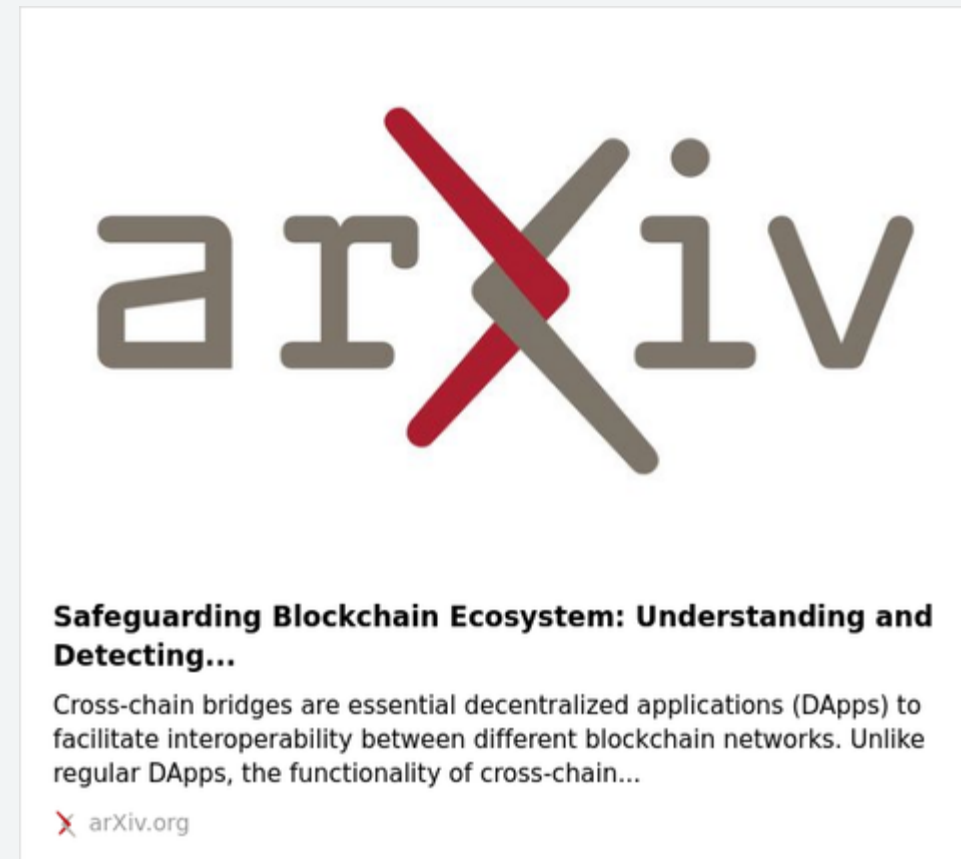 arXiv
Safeguarding Blockchain Ecosystem: Understanding and
Detecting...
Cross-chain bridges are essential decentralized applications (DApps) to
facilitate interoperability between different blockchain networks. Unlike
regular DApps, the functionality of cross-chain...
arXiv.org